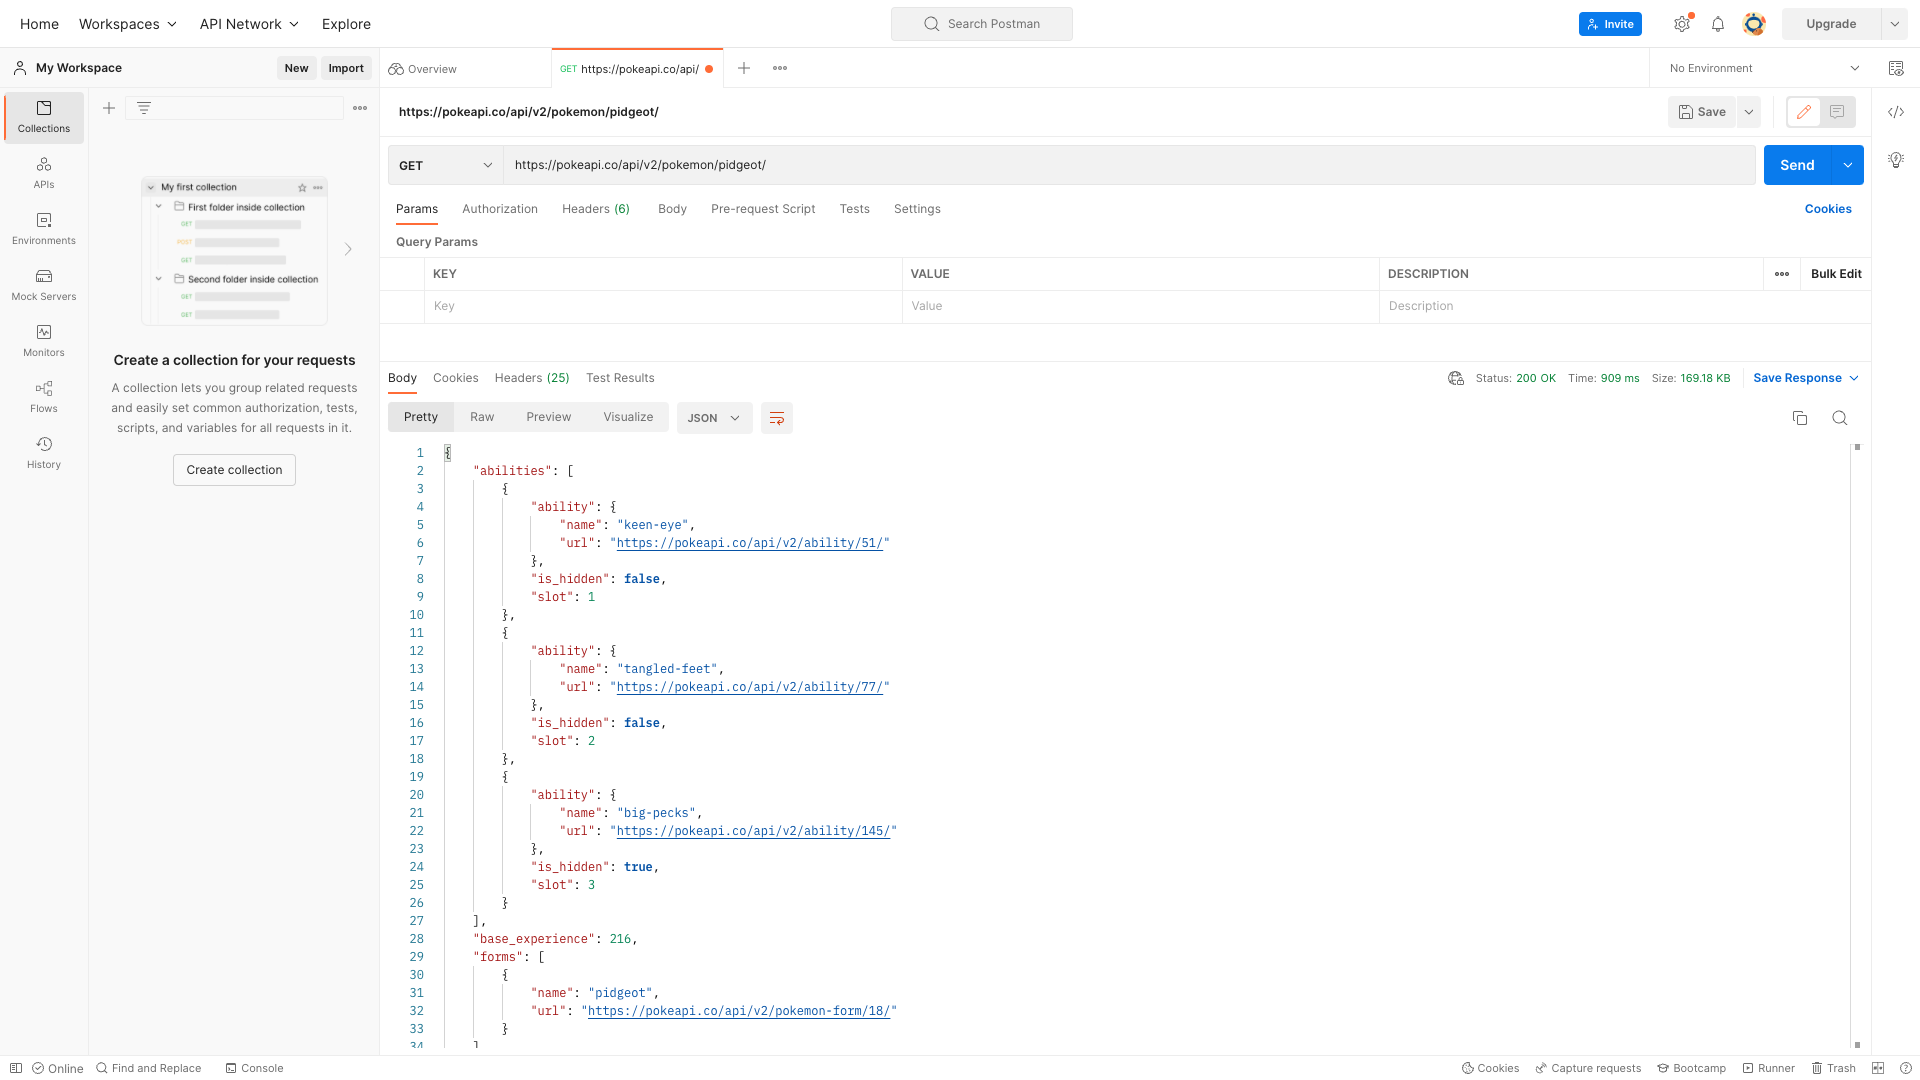 Home Workspaces API Network Explore Search Postman Invite Upgrade
My Workspace New Import Overview GET https://pokeapi.co/api/ No Environment
Collections
APIs
Environments
Mock Servers
Monitors
Flows
History
My first collection
First folder inside collection
GET
POST
GET
Second folder inside collection
GET
GET
Create a collection for your requests
A collection lets you group related requests
and easily set common authorization, tests,
scripts, and variables for all requests in it.
Create collection
https://pokeapi.co/api/v2/pokemon/pidgeot/ Save
GET https://pokeapi.co/api/v2/pokemon/pidgeot/ Send
Params Authorization Headers (6) Body Pre-request Script Tests Settings Cookies
Query Params
KEY VALUE DESCRIPTION Bulk Edit
Key Value Description
Body Cookies Headers (25) Test Results Status: 200 OK Time: 909 ms Size: 169.18 KB Save Response
Pretty Raw Preview Visualize JSON
1 {
2 "abilities": [
3 {
4 "ability": {
5 "name": "keen-eye",
6 "url": "https://pokeapi.co/api/v2/ability/51/"
7 },
8 "is_hidden": false,
9 "slot": 1
10 },
11 {
12 "ability": {
13 "name": "tangled-feet",
14 "url": "https://pokeapi.co/api/v2/ability/77/"
15 },
16 "is_hidden": false,
17 "slot": 2
18 },
19 {
20 "ability": {
21 "name": "big-pecks",
22 "url": "https://pokeapi.co/api/v2/ability/145/"
23 },
24 "is_hidden": true,
25 "slot": 3
26 }
27 ],
28 "base_experience": 216,
29 "forms": [
30 {
31 "name": "pidgeot",
32 "url": "https://pokeapi.co/api/v2/pokemon-form/18/"
33 }
34 ]
Online Find and Replace Console Cookies Capture requests Bootcamp Runner Trash